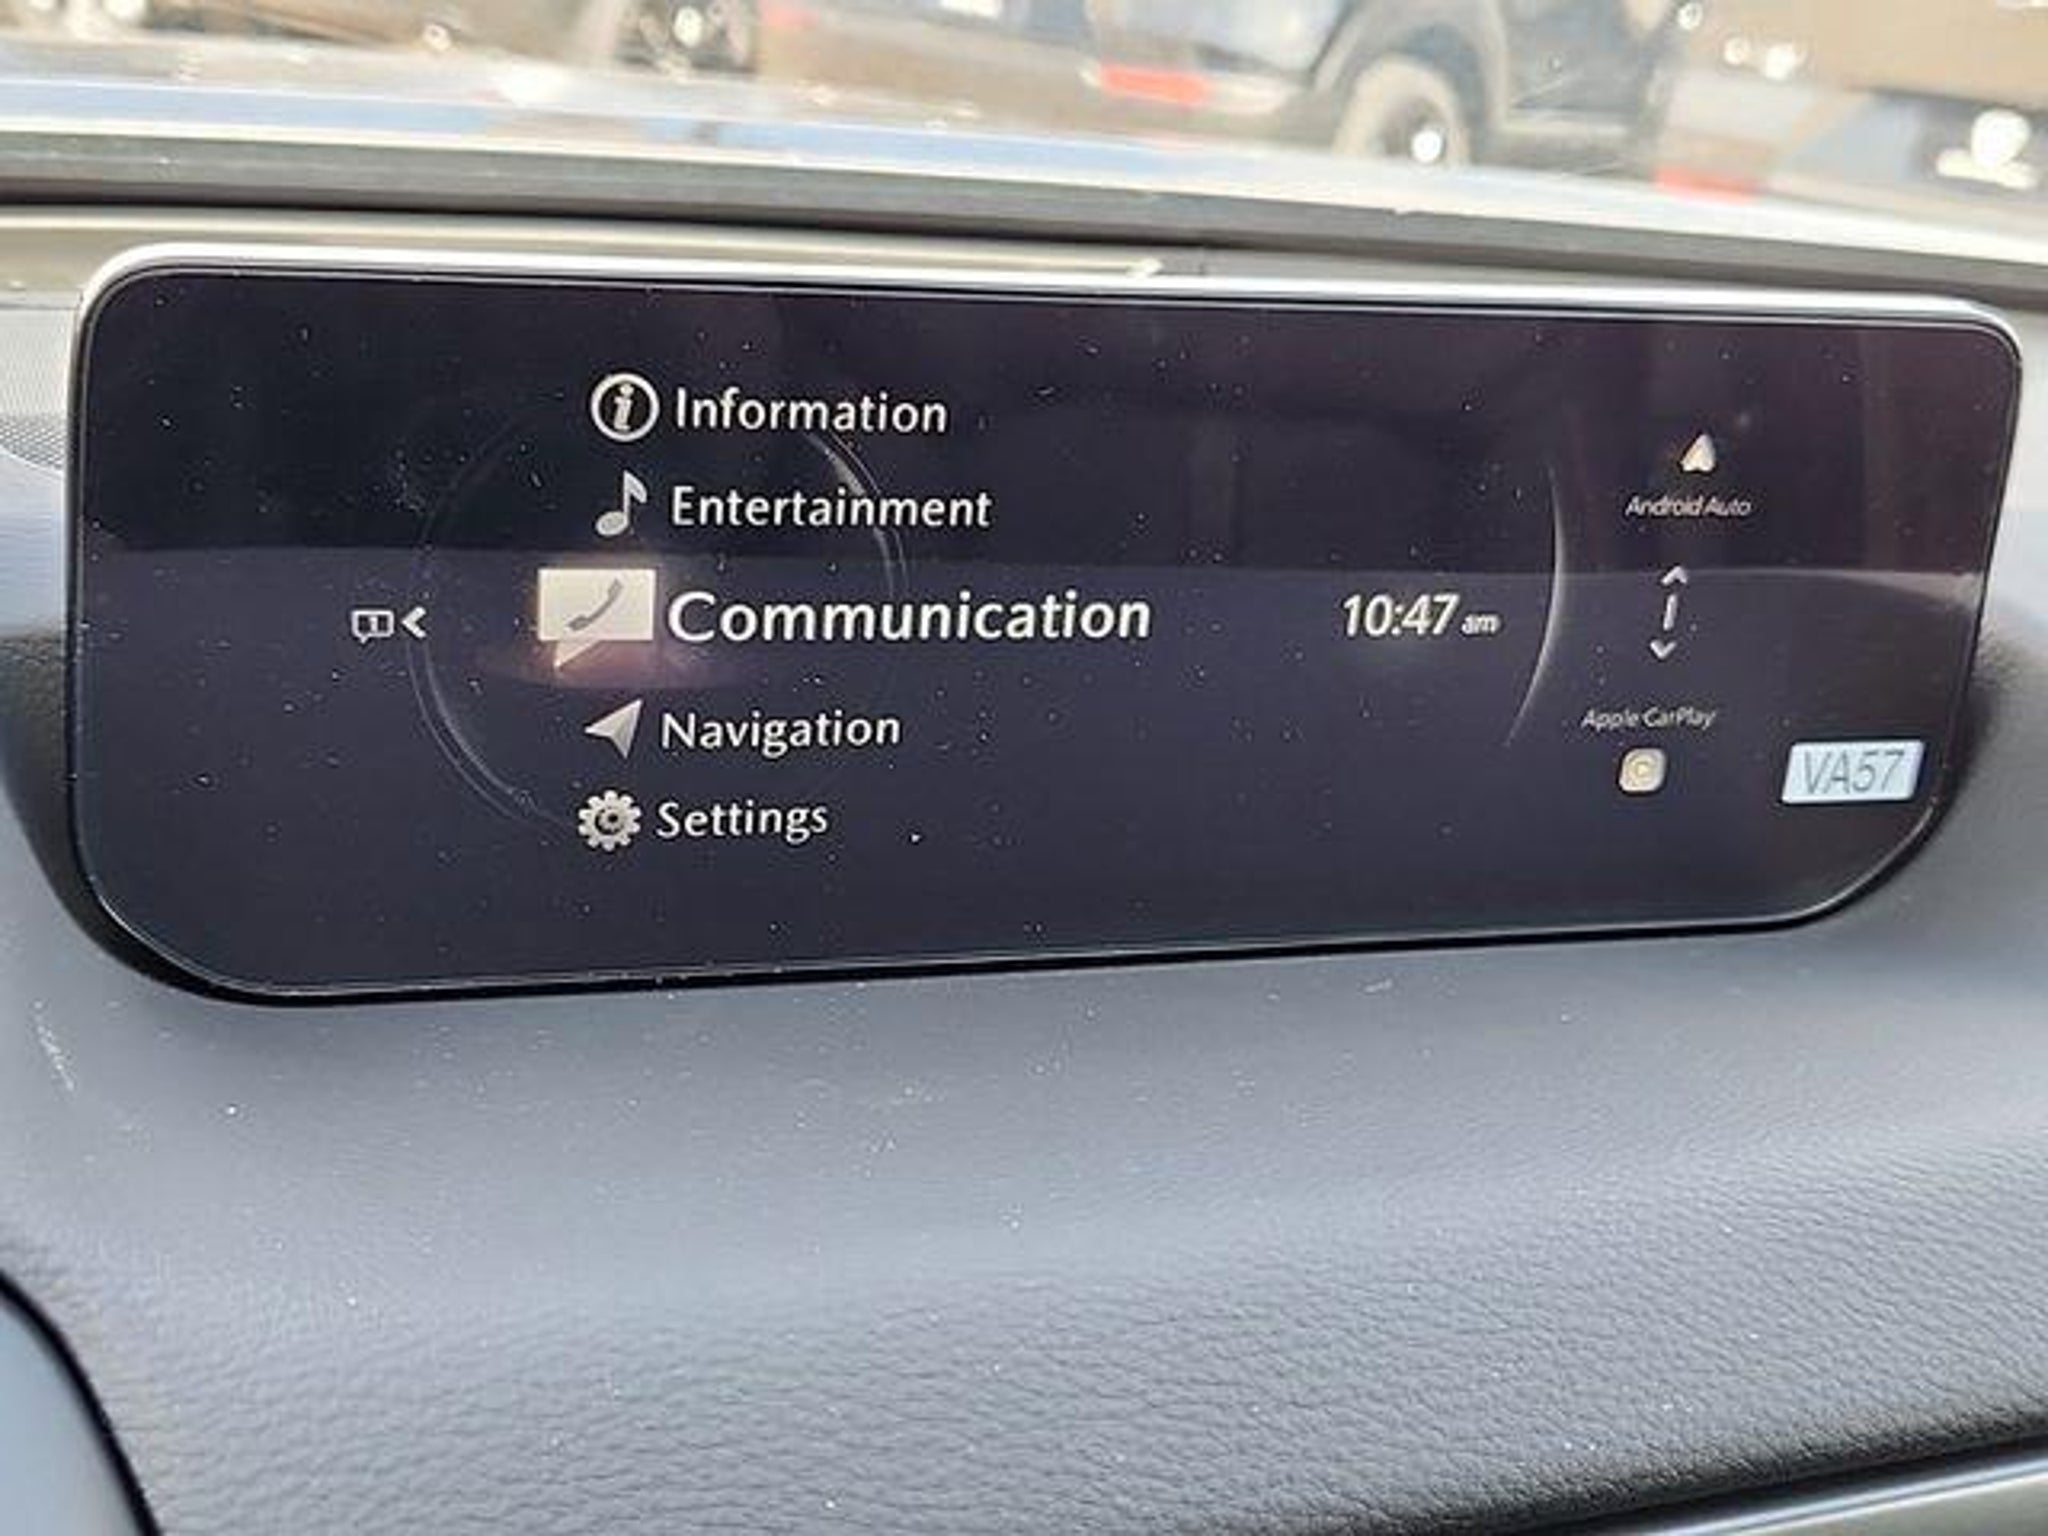 Information
Entertainment
Communication
10:47 am
Navigation
Settings
Android Auto
Apple CarPlay
VA57